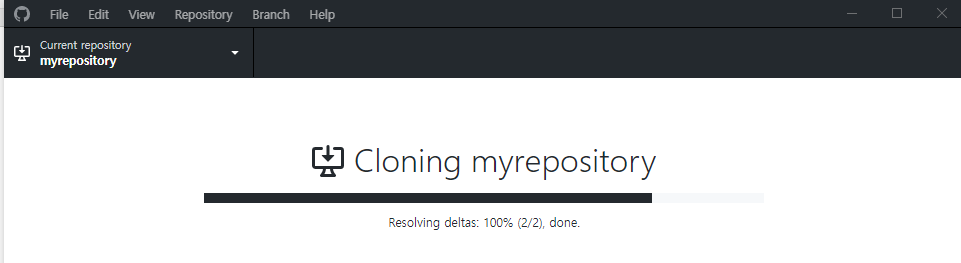 File Edit View Repository Branch Help
Current repository
myrepository
Cloning myrepository
Resolving deltas: 100% (2/2), done.